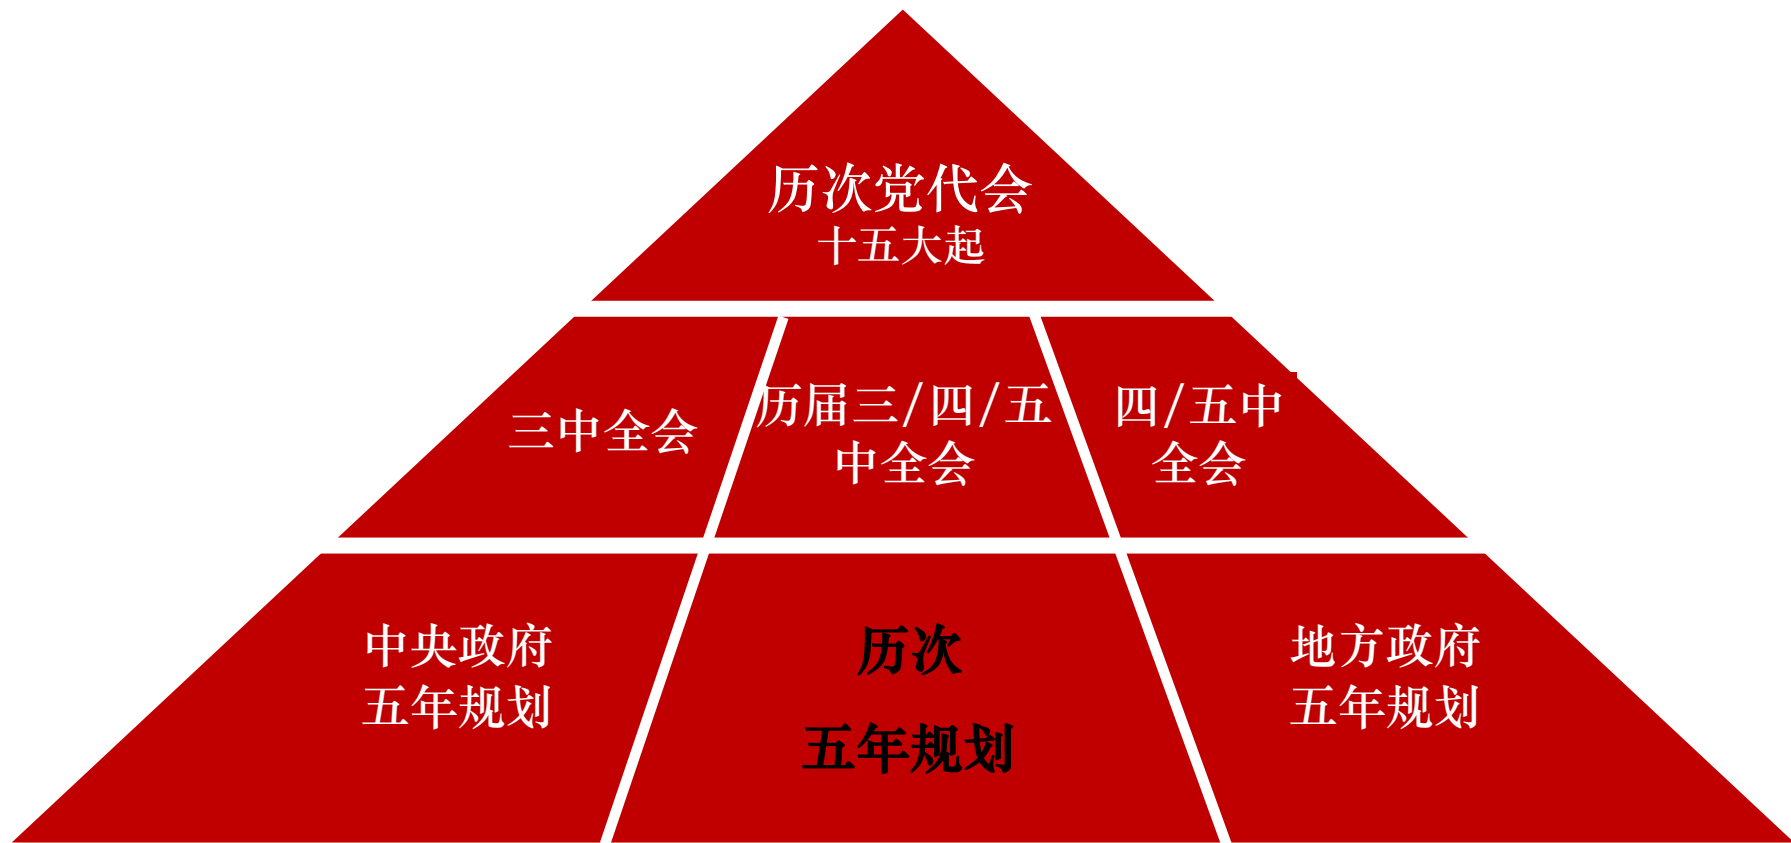 历次党代会
十五大起
三中全会
历届三/四/五
中全会
四/五中
全会
中央政府
五年规划
历次
五年规划
地方政府
五年规划